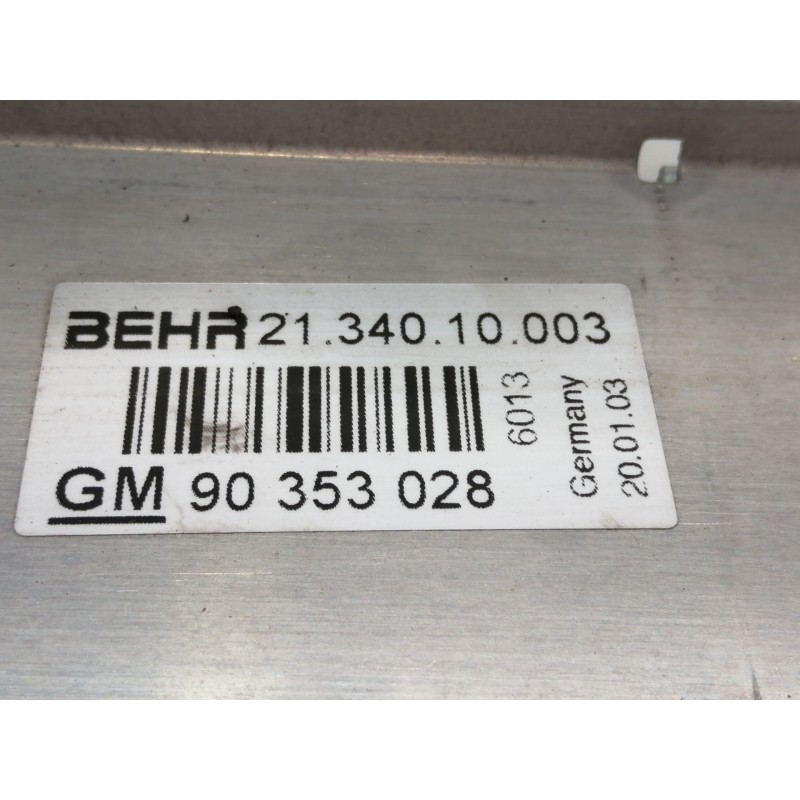 BEHR 21.340.10.003
GM 90 353 028
6013
Germany
20.01.03